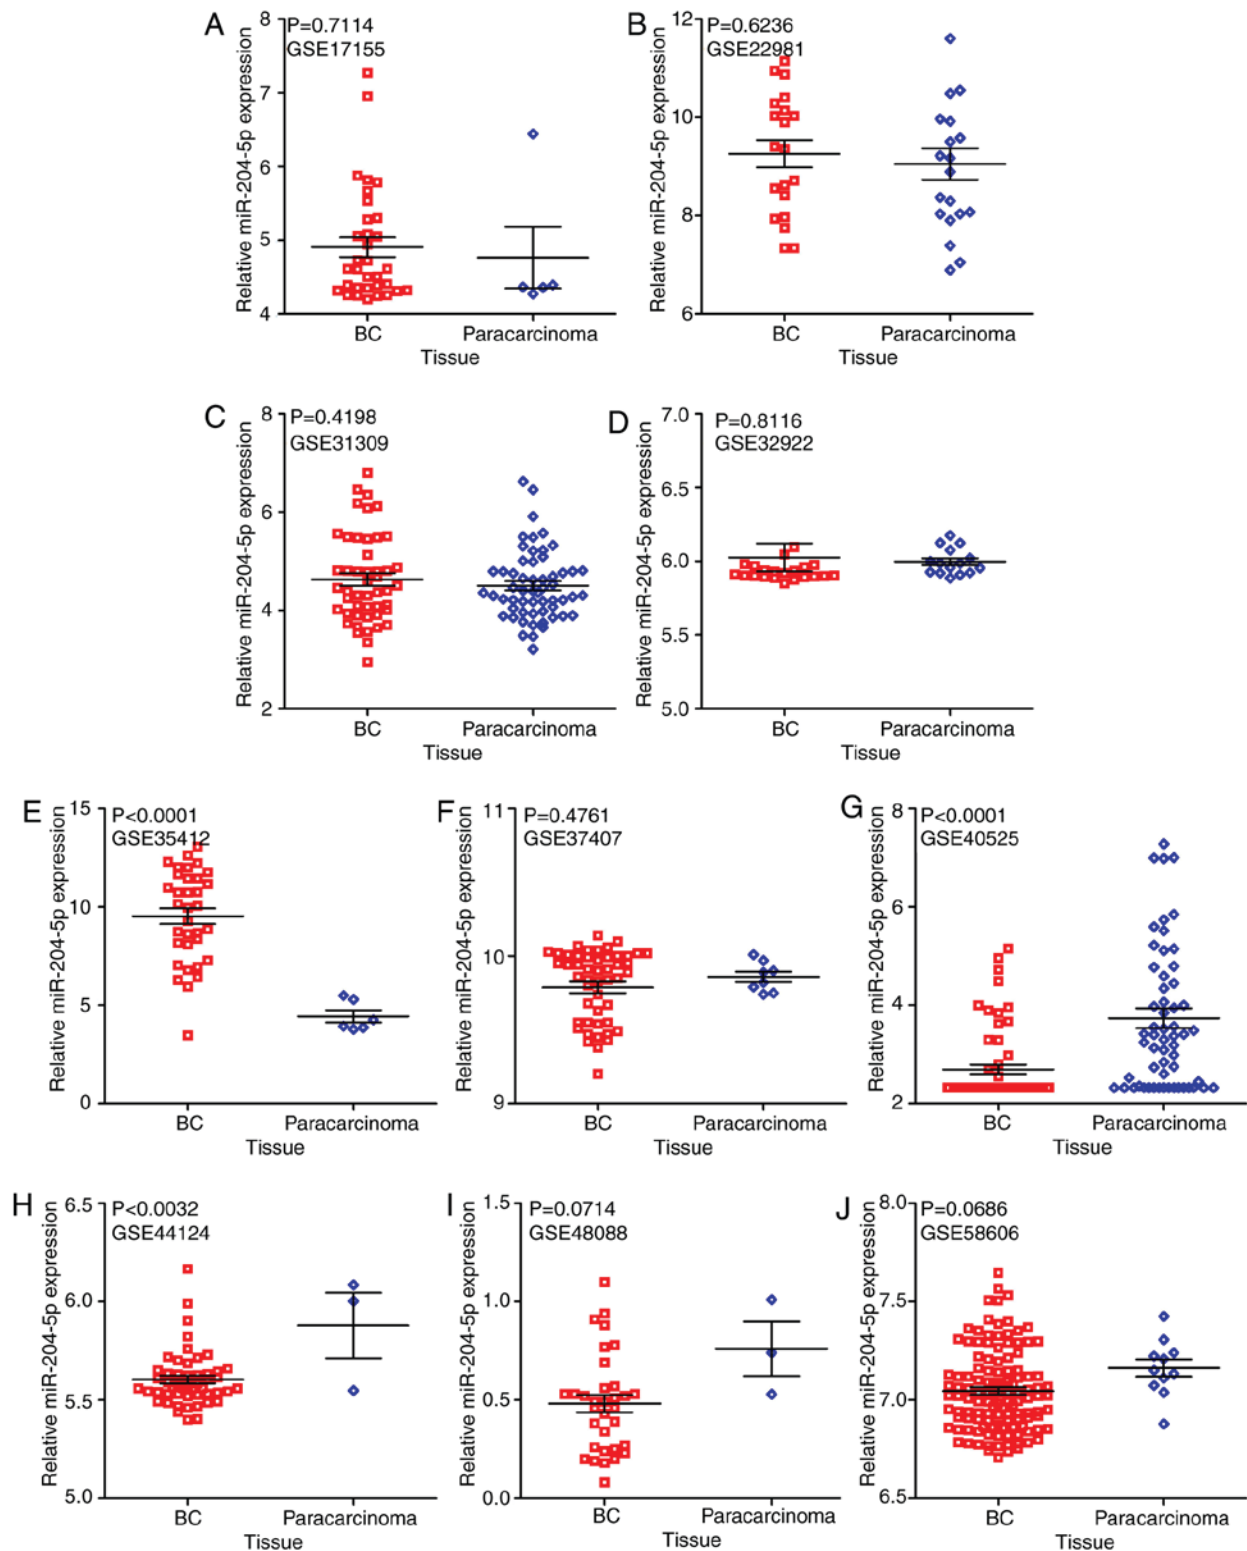 A
P=0.7114
GSE17155
Relative miR-204-5p expression
8
7
6
5
4
BC
Paracarcinoma
Tissue
B
P=0.6236
GSE22981
Relative miR-204-5p expression
12
10
8
6
BC
Paracarcinoma
Tissue
C
P=0.4198
GSE31309
Relative miR-204-5p expression
8
6
4
2
BC
Paracarcinoma
Tissue
D
P=0.8116
GSE32922
Relative miR-204-5p expression
7.0
6.5
6.0
5.5
5.0
BC
Paracarcinoma
Tissue
E
P<0.0001
GSE35412
Relative miR-204-5p expression
15
10
5
0
BC
Paracarcinoma
Tissue
F
P=0.4761
GSE37407
Relative miR-204-5p expression
11
10
9
BC
Paracarcinoma
Tissue
G
P<0.0001
GSE40525
Relative miR-204-5p expression
8
6
4
2
BC
Paracarcinoma
Tissue
H
P<0.0032
GSE44124
Relative miR-204-5p expression
6.5
6.0
5.5
5.0
BC
Paracarcinoma
Tissue
I
P=0.0714
GSE48088
Relative miR-204-5p expression
1.5
1.0
0.5
0.0
BC
Paracarcinoma
Tissue
J
P=0.0686
GSE58606
Relative miR-204-5p expression
8.0
7.5
7.0
6.5
BC
Paracarcinoma
Tissue